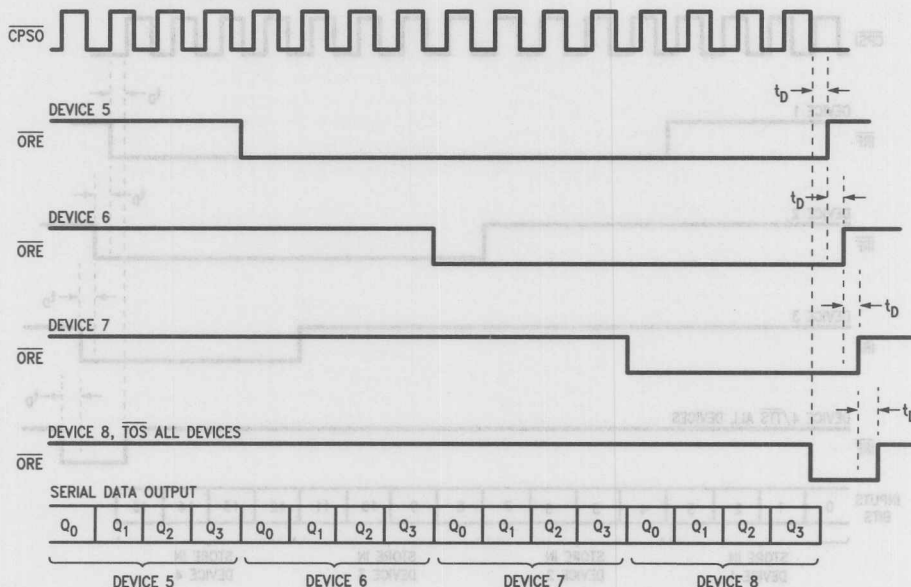 CPSO
t_D
DEVICE 5
ORE
DEVICE 6
t_D
ORE
DEVICE 7
t_D
ORE
t_D
DEVICE 8, TOS ALL DEVICES
ORE
SERIAL DATA OUTPUT
Q0 Q1 Q2 Q3 Q0 Q1 Q2 Q3 Q0 Q1 Q2 Q3 Q0 Q1 Q2 Q3
DEVICE 5 DEVICE 6 DEVICE 7 DEVICE 8